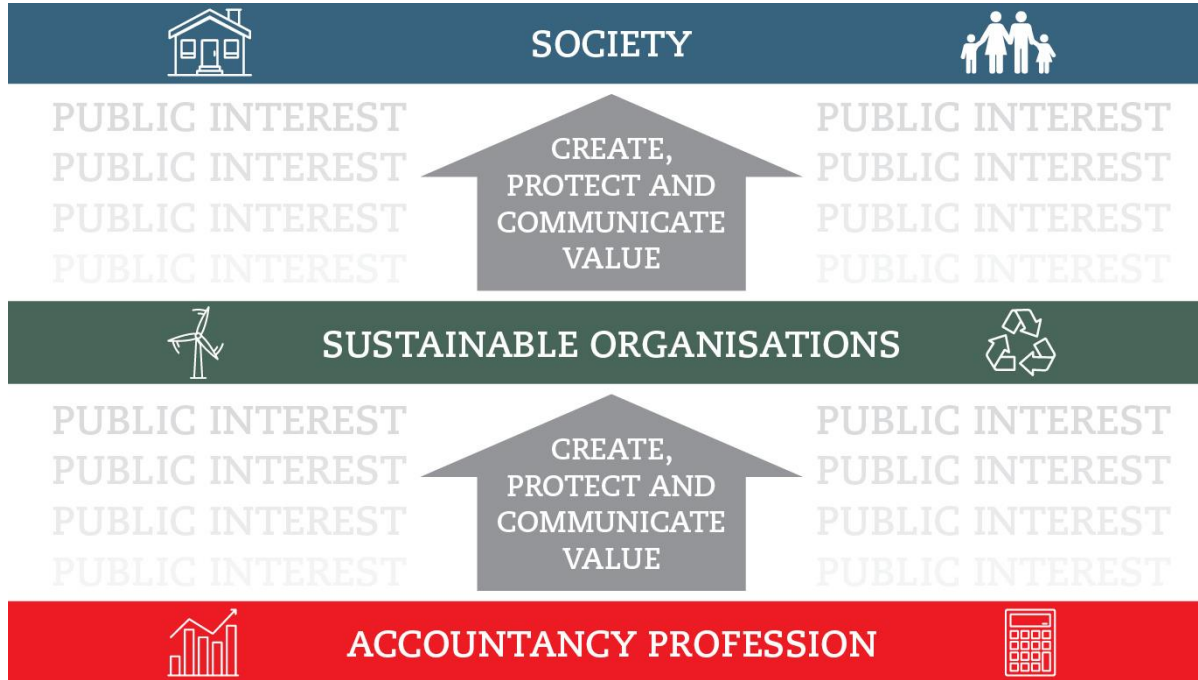 SOCIETY
PUBLIC INTEREST
PUBLIC INTEREST
PUBLIC INTEREST
PUBLIC INTEREST
CREATE,
PROTECT AND
COMMUNICATE
VALUE
PUBLIC INTEREST
PUBLIC INTEREST
PUBLIC INTEREST
PUBLIC INTEREST
SUSTAINABLE ORGANISATIONS
PUBLIC INTEREST
PUBLIC INTEREST
PUBLIC INTEREST
PUBLIC INTEREST
CREATE,
PROTECT AND
COMMUNICATE
VALUE
PUBLIC INTEREST
PUBLIC INTEREST
PUBLIC INTEREST
PUBLIC INTEREST
ACCOUNTANCY PROFESSION